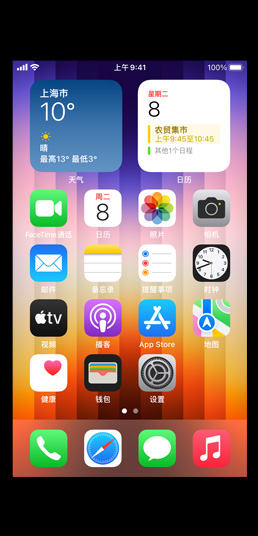 上午9:41
100%
上海市
10°
晴
最高13° 最低3°
天气
星期二
8
农贸集市
上午9:45至10:45
其他1个日程
日历
FaceTime 通话
周二
8
日历
照片
相机
邮件
备忘录
提醒事项
时钟
tv
视频
播客
App Store
地图
健康
钱包
设置